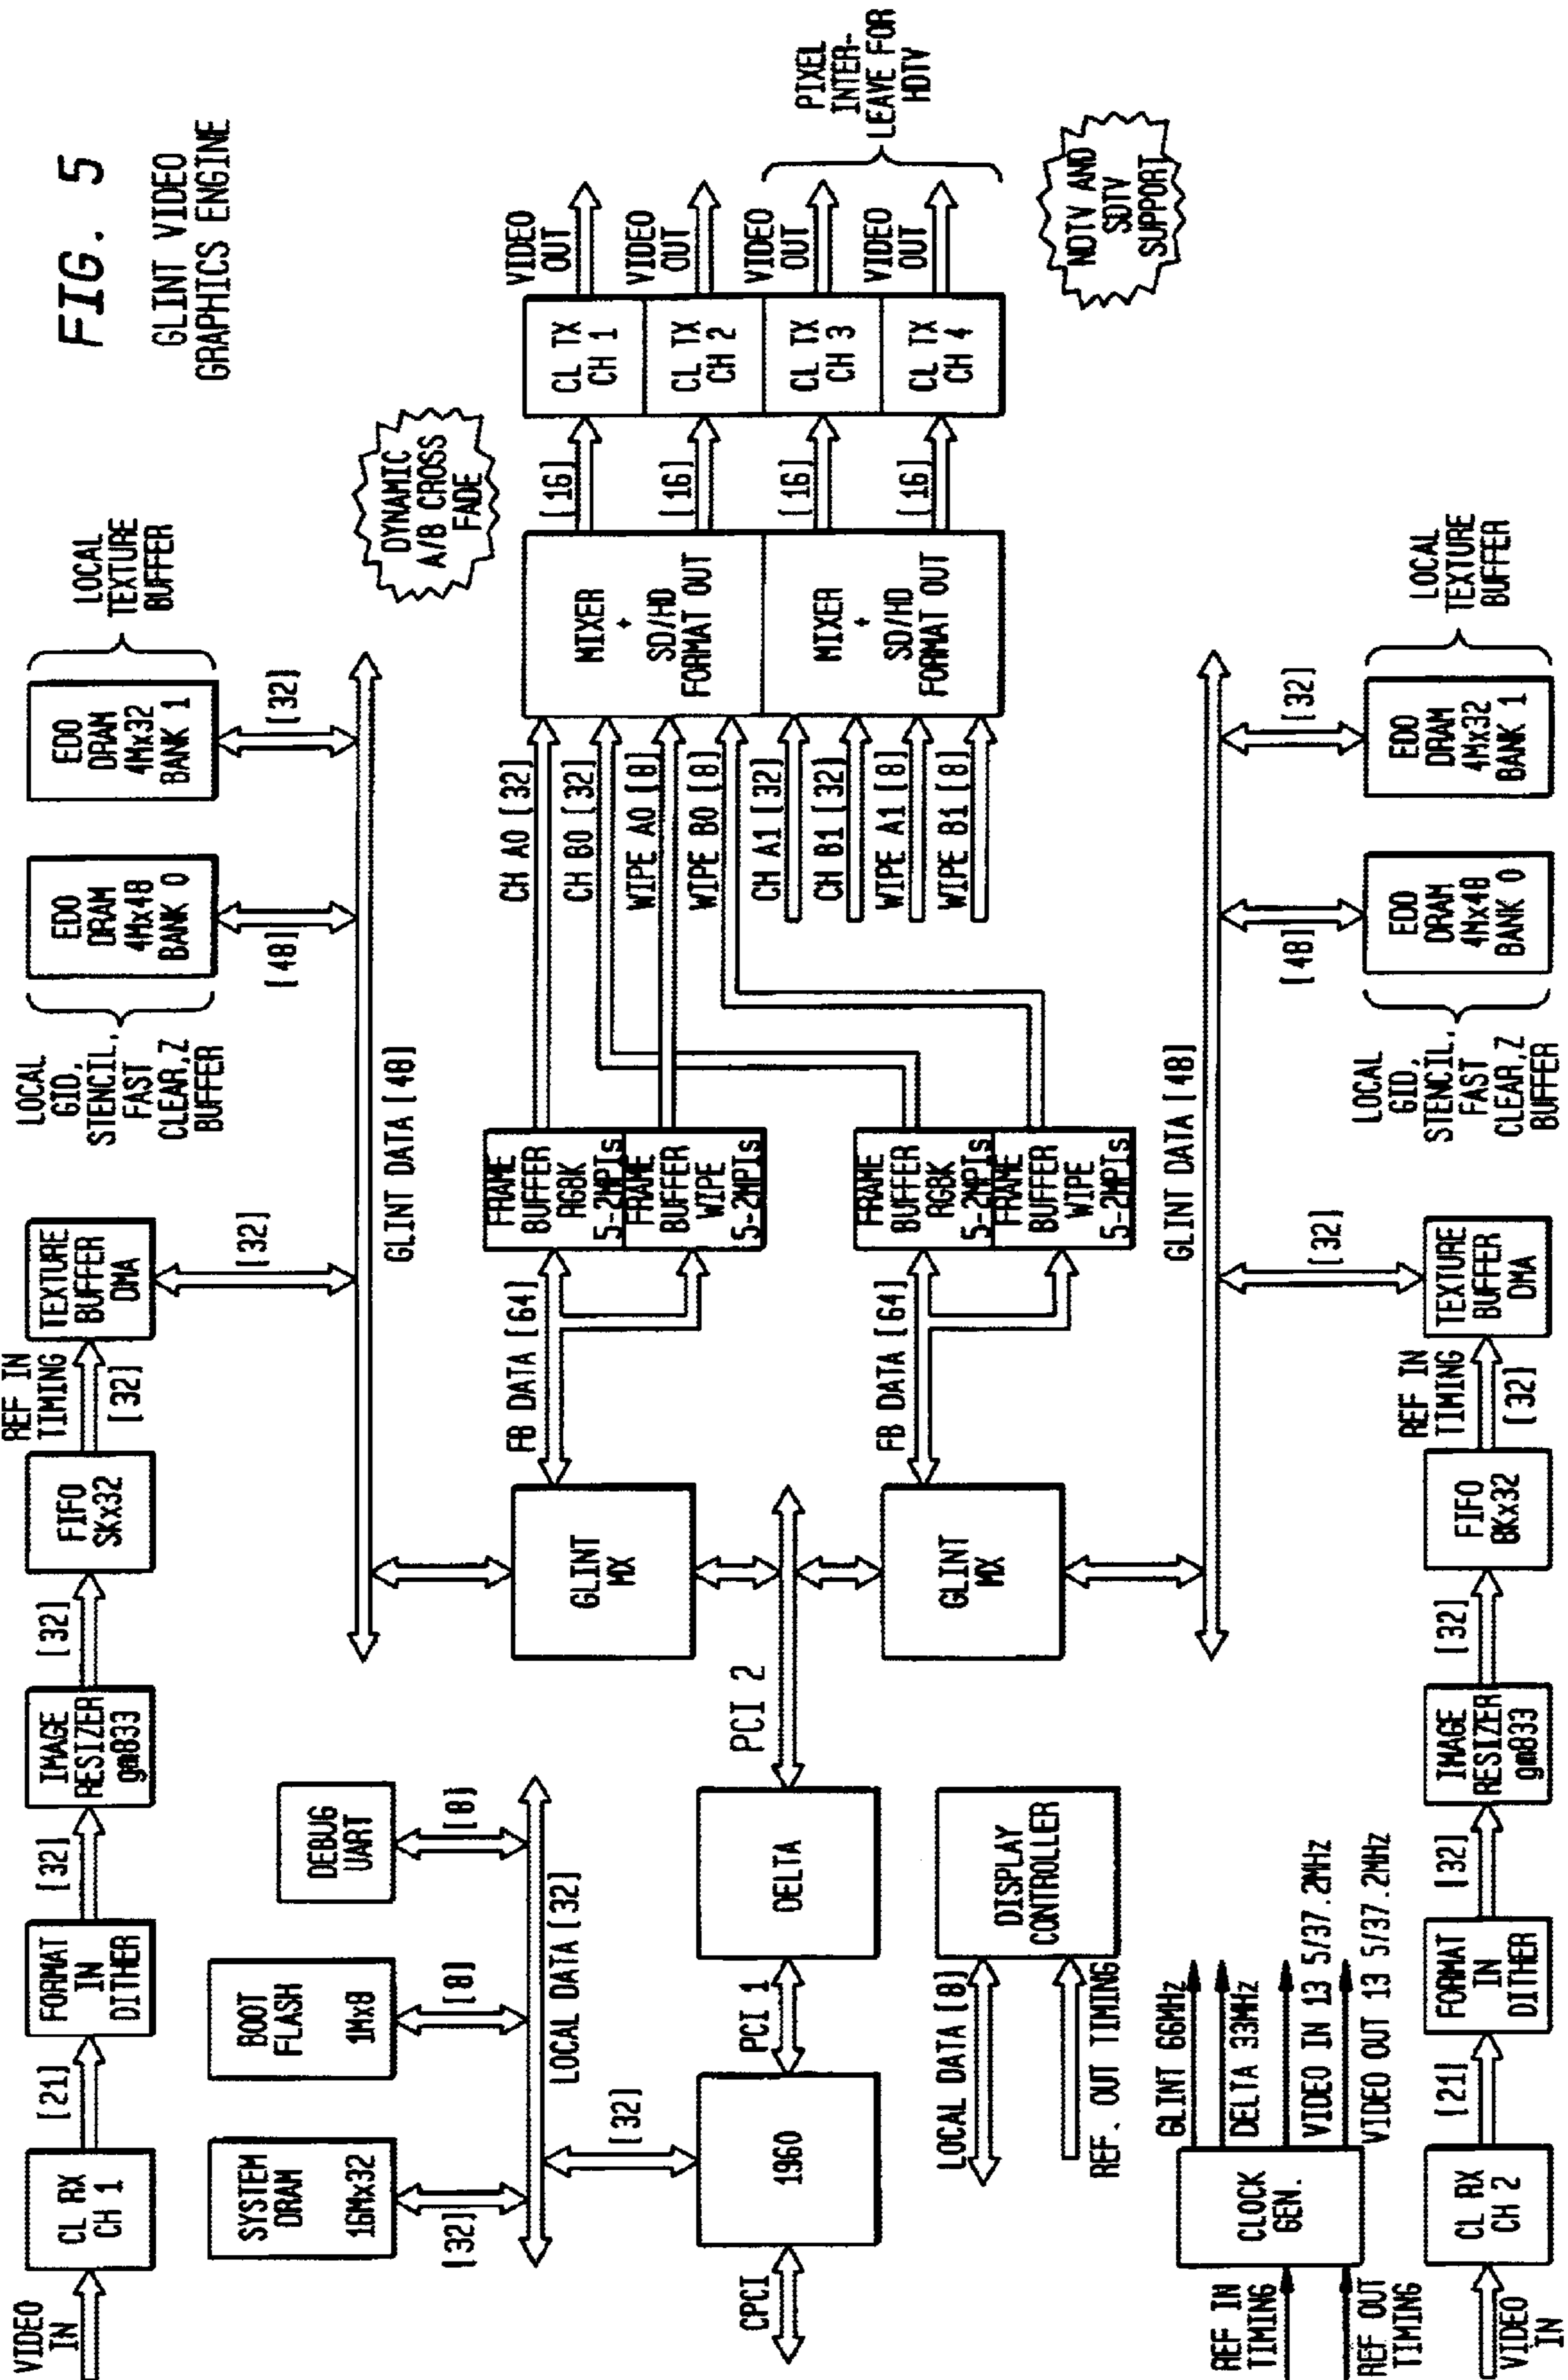 FIG. 5
GLINT VIDEO
GRAPHICS ENGINE
VIDEO
IN
CL RX
CH 1
[21]
FORMAT
IN
DITHER
[32]
IMAGE
RESIZER
gm833
[32]
FIFO
SKx32
REF IN
TIMING
[32]
TEXTURE
BUFFER
DMA
[32]
LOCAL
GID,
STENCIL,
FAST
CLEAR,Z
BUFFER
EDO
DRAM
4Mx48
BANK 0
[48]
EDO
DRAM
4Mx32
BANK 1
[32]
LOCAL
TEXTURE
BUFFER
GLINT DATA [48]
SYSTEM
DRAM
16Mx32
[32]
BOOT
FLASH
1Mx8
[8]
DEBUG
UART
[8]
LOCAL DATA [32]
[32]
CPCI
1960
PCI 1
DELTA
PCI 2
GLINT
MX
FB DATA [64]
FRAME
BUFFER
RGBK
5-2MPIs
FRAME
BUFFER
WIPE
5-2MPIs
GLINT
MX
FB DATA [64]
FRAME
BUFFER
RGBK
5-2MPIs
FRAME
BUFFER
WIPE
5-2MPIs
CH A0 [32]
CH B0 [32]
WIPE A0 [8]
WIPE B0 [8]
CH A1 [32]
CH B1 [32]
WIPE A1 [8]
WIPE B1 [8]
MIXER
+
SD/HD
FORMAT OUT
MIXER
+
SD/HD
FORMAT OUT
DYNAMIC
A/B CROSS
FADE
[16]
[16]
[16]
[16]
CL TX
CH 1
CL TX
CH 2
CL TX
CH 3
CL TX
CH 4
VIDEO
OUT
VIDEO
OUT
VIDEO
OUT
VIDEO
OUT
PIXEL
INTER-
LEAVE FOR
HDTV
NDTV AND
SDTV
SUPPORT
LOCAL DATA [8]
REF. OUT TIMING
DISPLAY
CONTROLLER
REF IN
TIMING
REF OUT
TIMING
CLOCK
GEN.
GLINT 66MHz
DELTA 33MHz
VIDEO IN 13 5/37.2MHz
VIDEO OUT 13 5/37.2MHz
GLINT DATA [48]
VIDEO
IN
CL RX
CH 2
[21]
FORMAT
IN
DITHER
[32]
IMAGE
RESIZER
gm833
[32]
FIFO
8Kx32
REF IN
TIMING
[32]
TEXTURE
BUFFER
DMA
[32]
LOCAL
GID,
STENCIL,
FAST
CLEAR,Z
BUFFER
EDO
DRAM
4Mx48
BANK 0
[48]
EDO
DRAM
4Mx32
BANK 1
[32]
LOCAL
TEXTURE
BUFFER